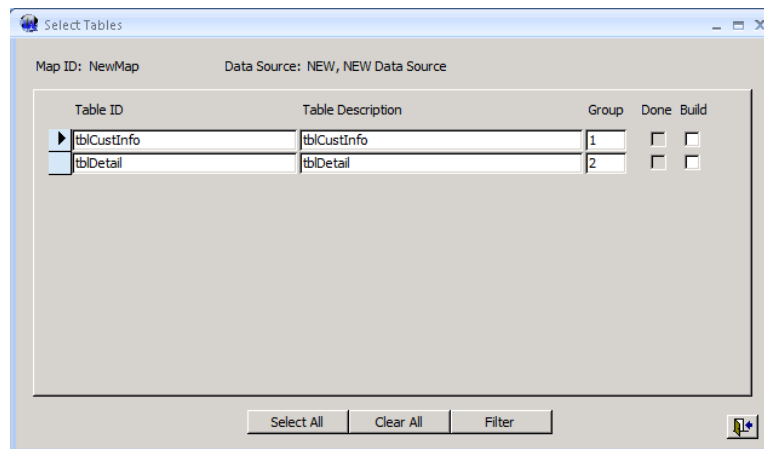 Select Tables
Map ID: NewMap Data Source: NEW, NEW Data Source
Table ID Table Description Group Done Build
tblCustInfo tblCustInfo 1
tblDetail tblDetail 2
Select All Clear All Filter